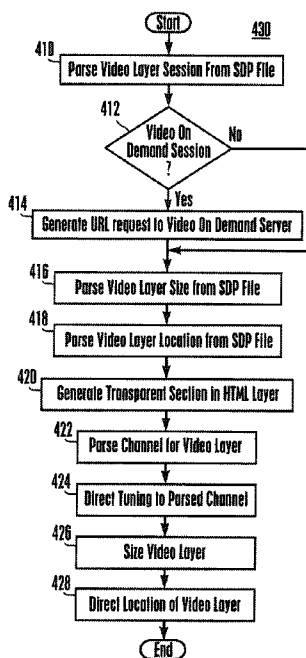 Start
430
410
Parse Video Layer Session From SDP File
412
Video On
Demand Session
?
No
Yes
414
Generate URL request to Video On Demand Server
416
Parse Video Layer Size from SDP File
418
Parse Video Layer Location from SDP File
420
Generate Transparent Section in HTML Layer
422
Parse Channel for Video Layer
424
Direct Tuning to Parsed Channel
426
Size Video Layer
428
Direct Location of Video Layer
End